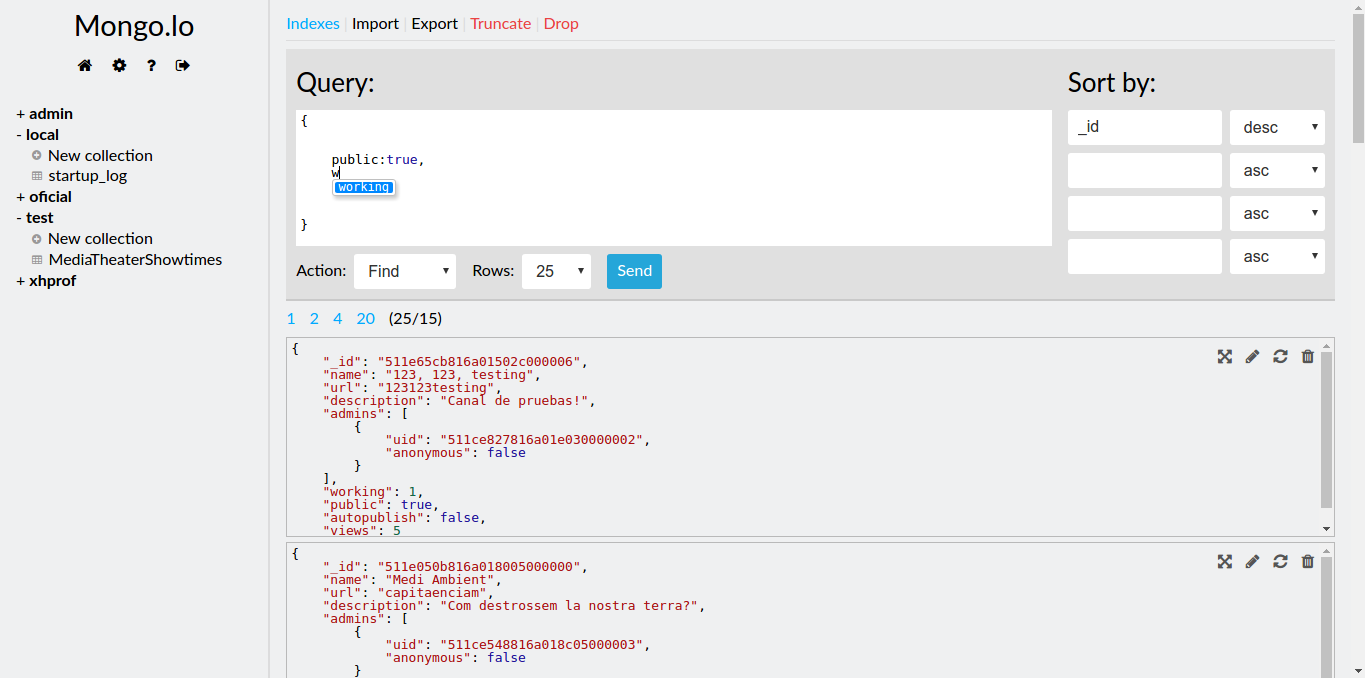 Mongo.Io
?
+ admin
- local
New collection
startup_log
+ oficial
- test
New collection
MediaTheaterShowtimes
+ xhprof
Indexes | Import | Export | Truncate | Drop
Query:
{
public:true,
w
working
}
Sort by:
_id desc
asc
asc
asc
Action: Find Rows: 25 Send
1 2 4 20 (25/15)
{
"_id": "511e65cb816a01502c000006",
"name": "123, 123, testing",
"url": "123123testing",
"description": "Canal de pruebas!",
"admins": [
{
"uid": "511ce827816a01e030000002",
"anonymous": false
}
],
"working": 1,
"public": true,
"autopublish": false,
"views": 5
{
"_id": "511e050b816a018005000000",
"name": "Medi Ambient",
"url": "capitaenciam",
"description": "Com destrossem la nostra terra?",
"admins": [
{
"uid": "511ce548816a018c05000003",
"anonymous": false
}